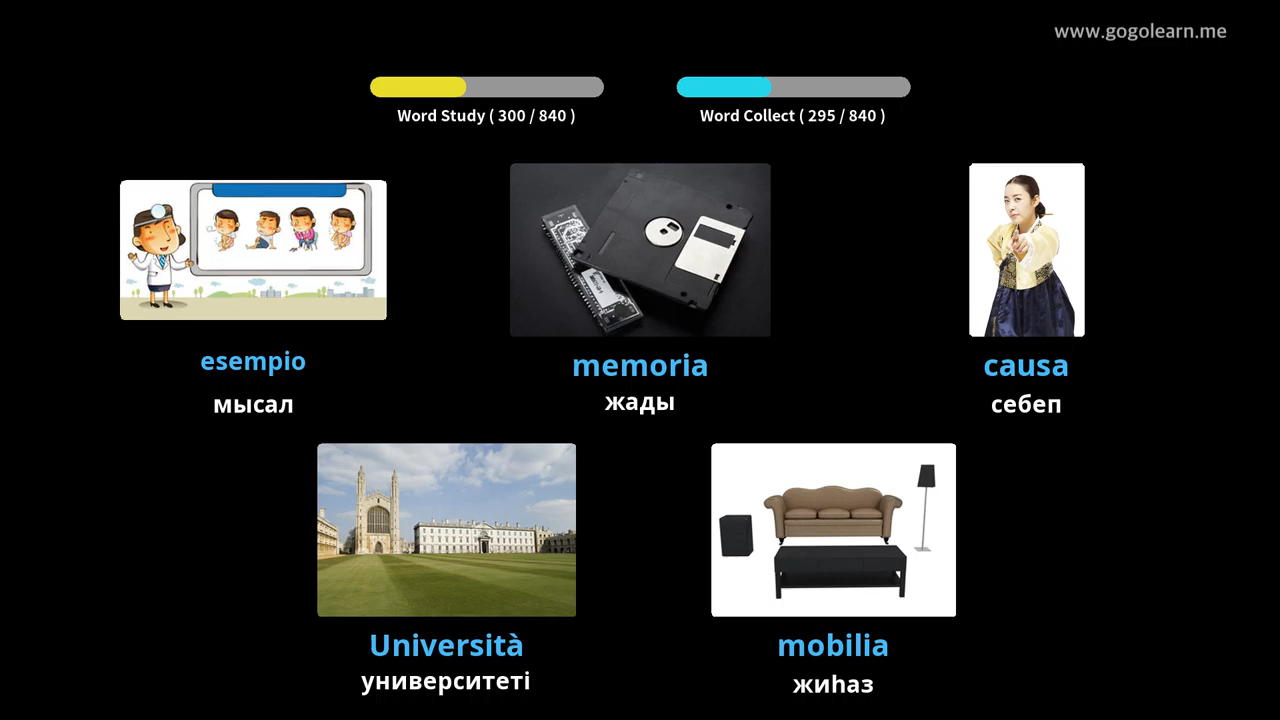 www.gogolearn.me
Word Study ( 300 / 840 )
Word Collect ( 295 / 840 )
esempio
мысал
memoria
жады
causa
себеп
Università
университеті
mobilia
жиһаз